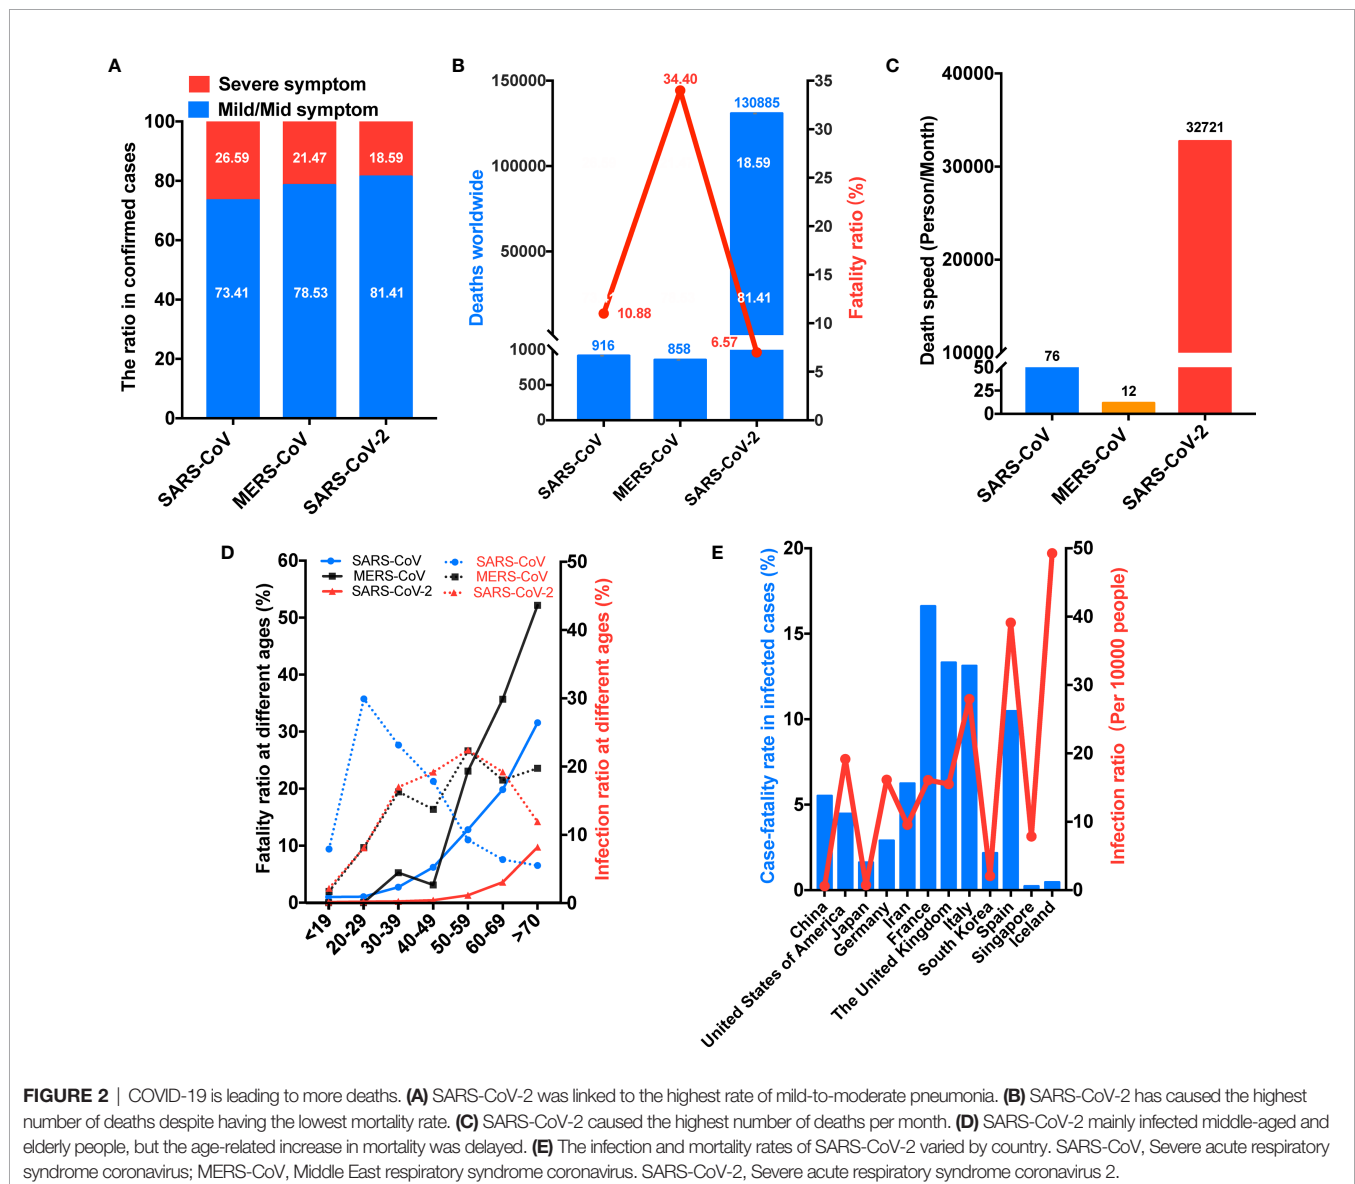 A
Severe symptom
Mild/Mid symptom
The ratio in confirmed cases
100
80
60
40
20
0
26.59
21.47
18.59
73.41
78.53
81.41
SARS-CoV
MERS-CoV
SARS-CoV-2
B
Deaths worldwide
150000
100000
50000
1000
500
0
34.40
130885
18.59
81.41
10.88
916
858
6.57
35
30
25
20
15
10
5
0
Fatality ratio (%)
SARS-CoV
MERS-CoV
SARS-CoV-2
C
Death speed (Person/Month)
40000
30000
20000
10000
50
25
0
32721
76
12
SARS-CoV
MERS-CoV
SARS-CoV-2
D
Fatality ratio at different ages (%)
60
50
40
30
20
10
0
SARS-CoV
MERS-CoV
SARS-CoV-2
SARS-CoV
MERS-CoV
SARS-CoV-2
50
40
30
20
10
0
Infection ratio at different ages (%)
<19
20-29
30-39
40-49
50-59
60-69
>70
E
Case-fatality rate in infected cases (%)
20
15
10
5
0
50
40
30
20
10
0
Infection ratio (Per 10000 people)
China
United States of America
Japan
Germany
Iran
France
The United Kingdom
Italy
South Korea
Spain
Singapore
Iceland
FIGURE 2 | COVID-19 is leading to more deaths. (A) SARS-CoV-2 was linked to the highest rate of mild-to-moderate pneumonia. (B) SARS-CoV-2 has caused the highest
number of deaths despite having the lowest mortality rate. (C) SARS-CoV-2 caused the highest number of deaths per month. (D) SARS-CoV-2 mainly infected middle-aged and
elderly people, but the age-related increase in mortality was delayed. (E) The infection and mortality rates of SARS-CoV-2 varied by country. SARS-CoV, Severe acute respiratory
syndrome coronavirus; MERS-CoV, Middle East respiratory syndrome coronavirus. SARS-CoV-2, Severe acute respiratory syndrome coronavirus 2.